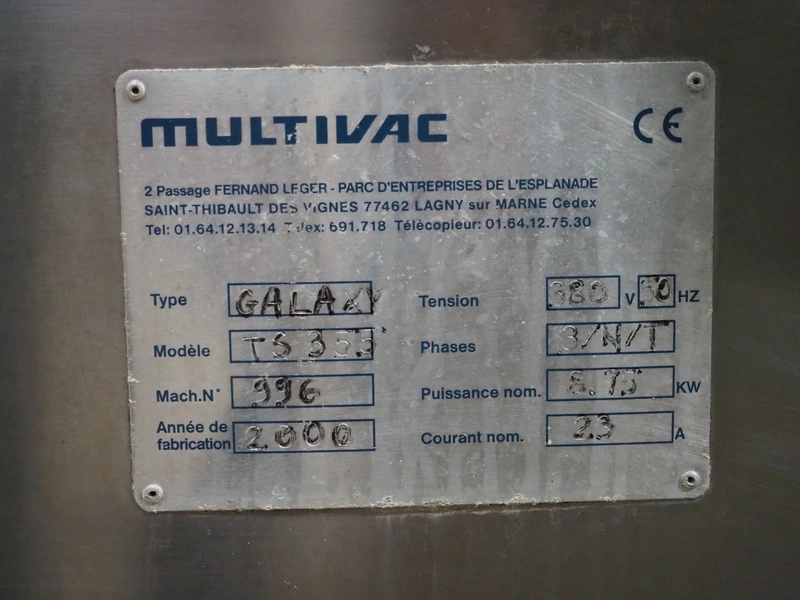 MULTIVAC CE
2 Passage FERNAND LEGER - PARC D'ENTREPRISES DE L'ESPLANADE
SAINT-THIBAULT DES VIGNES 77462 LAGNY sur MARNE Cedex
Tel: 01.64.12.13.14 Telex: 691.718 Télècopieur: 01.64.12.75.30
Type GALAXY Tension 380 V 50 HZ
Modèle TS 355 Phases 3/N/T
Mach.N° 996 Puissance nom. 8.75 KW
Année de
fabrication 2000 Courant nom. 23 A